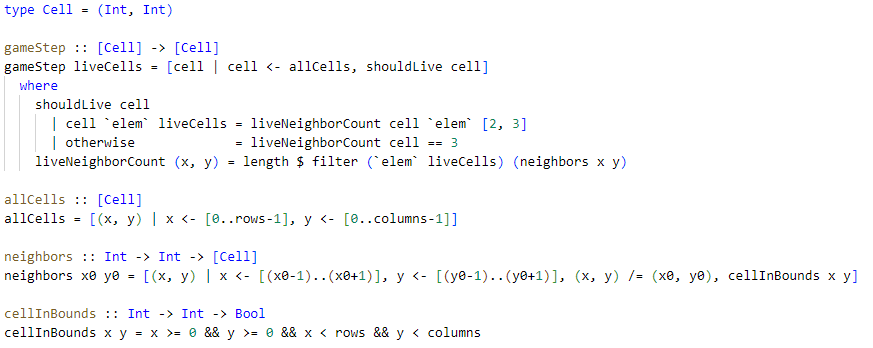 type Cell = (Int, Int)

gameStep :: [Cell] -> [Cell]
gameStep liveCells = [cell | cell <- allCells, shouldLive cell]
  where
    shouldLive cell
      | cell `elem` liveCells = liveNeighborCount cell `elem` [2, 3]
      | otherwise             = liveNeighborCount cell == 3
    liveNeighborCount (x, y) = length $ filter (`elem` liveCells) (neighbors x y)

allCells :: [Cell]
allCells = [(x, y) | x <- [0..rows-1], y <- [0..columns-1]]

neighbors :: Int -> Int -> [Cell]
neighbors x0 y0 = [(x, y) | x <- [(x0-1)..(x0+1)], y <- [(y0-1)..(y0+1)], (x, y) /= (x0, y0), cellInBounds x y]

cellInBounds :: Int -> Int -> Bool
cellInBounds x y = x >= 0 && y >= 0 && x < rows && y < columns